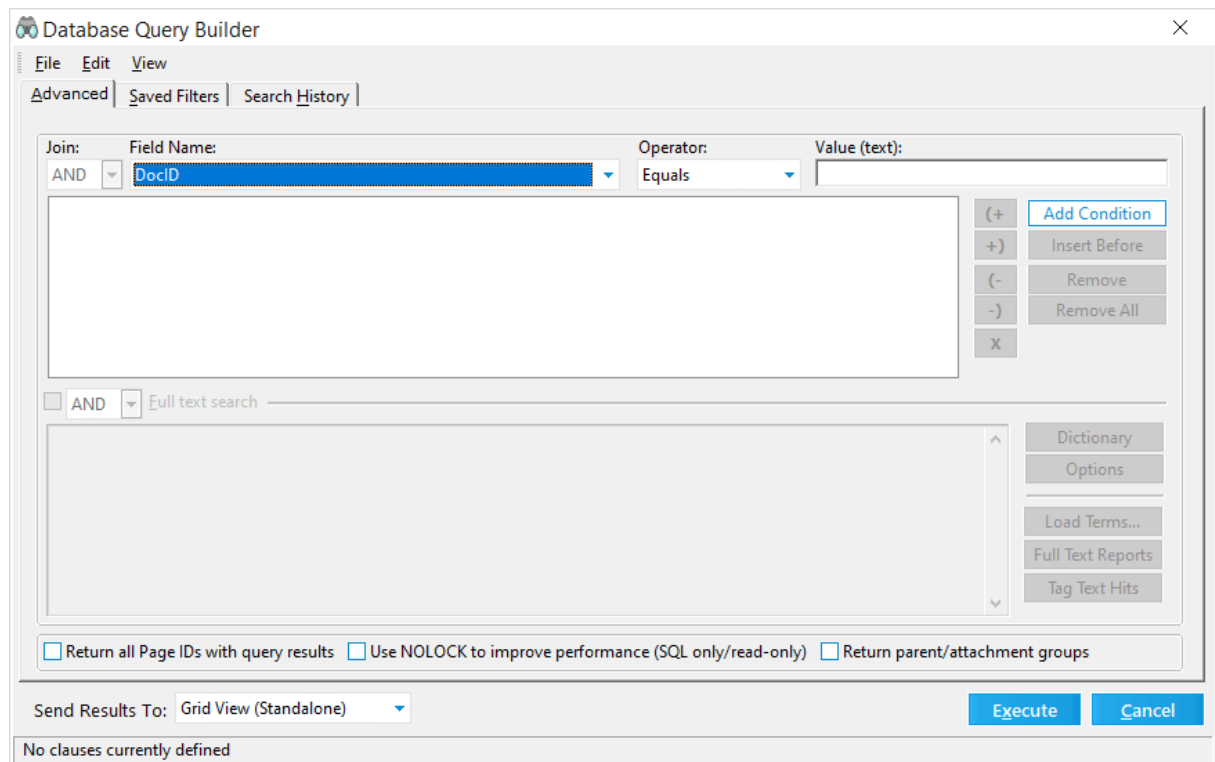 Database Query Builder
File Edit View
Advanced Saved Filters Search History
Join: Field Name: Operator: Value (text):
AND DocID Equals
(+ Add Condition
+) Insert Before
(- Remove
-) Remove All
X
AND Full text search
Dictionary
Options
Load Terms...
Full Text Reports
Tag Text Hits
Return all Page IDs with query results Use NOLOCK to improve performance (SQL only/read-only) Return parent/attachment groups
Send Results To: Grid View (Standalone) Execute Cancel
No clauses currently defined